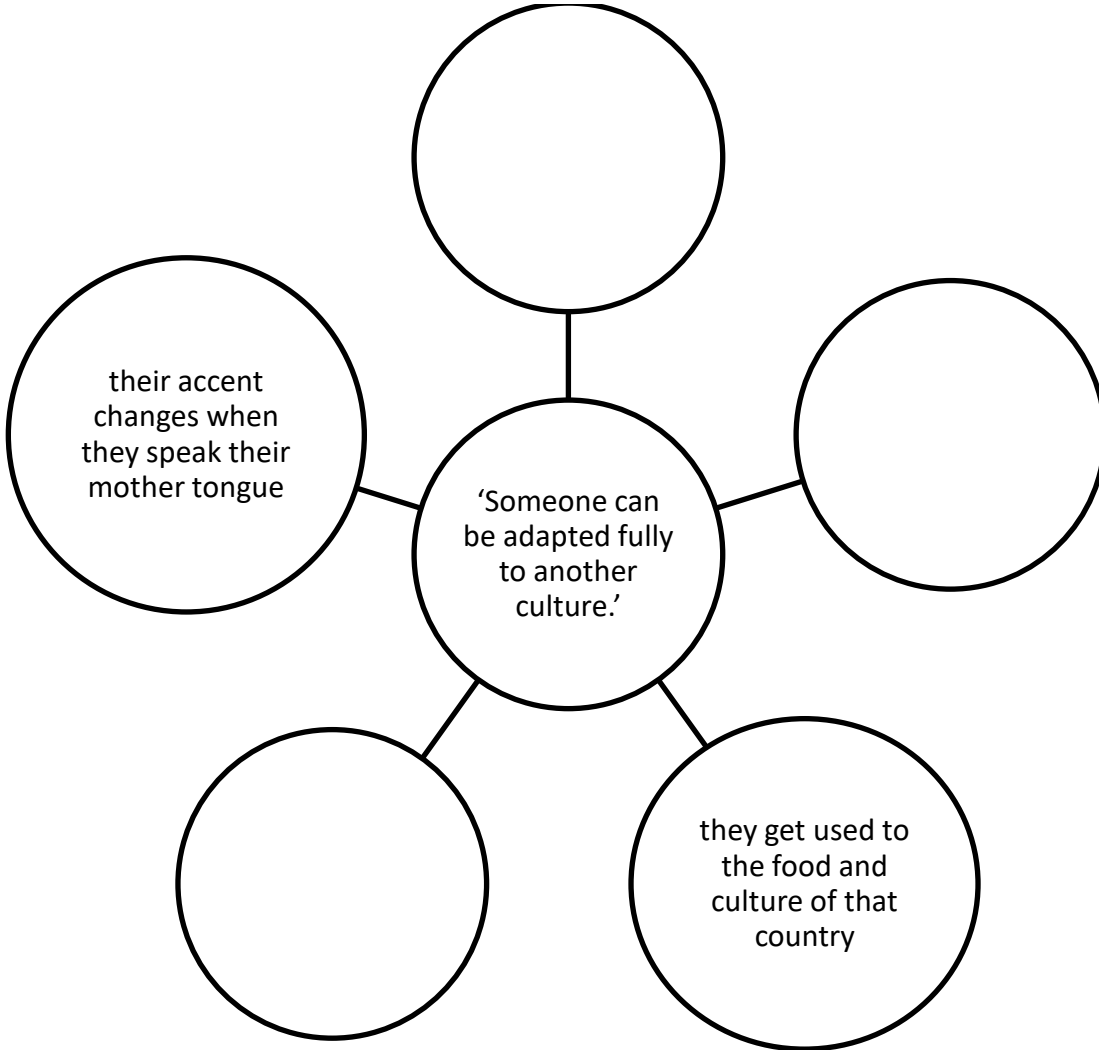 their accent
changes when
they speak their
mother tongue
‘Someone can
be adapted fully
to another
culture.’
they get used to
the food and
culture of that
country